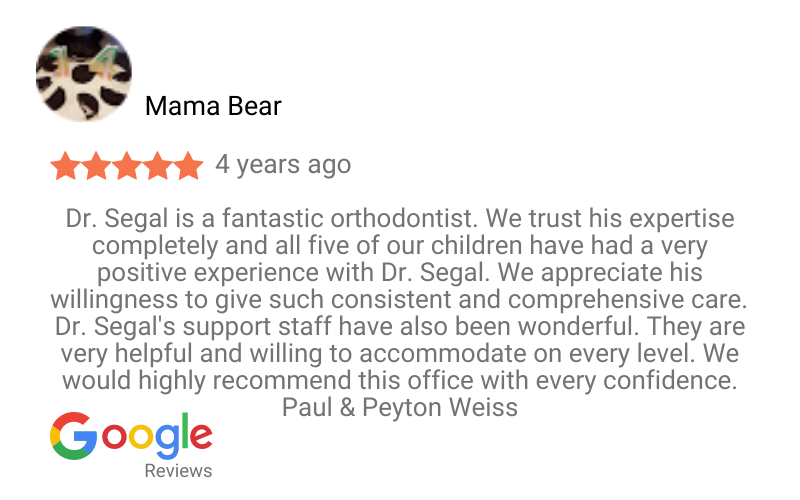 14
Mama Bear
4 years ago
Dr. Segal is a fantastic orthodontist. We trust his expertise
completely and all five of our children have had a very
positive experience with Dr. Segal. We appreciate his
willingness to give such consistent and comprehensive care.
Dr. Segal's support staff have also been wonderful. They are
very helpful and willing to accommodate on every level. We
would highly recommend this office with every confidence.
Paul & Peyton Weiss
Google
Reviews